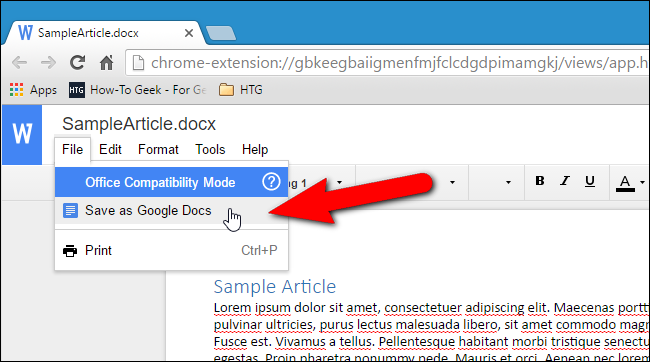 SampleArticle.docx
chrome-extension://gbkeegbaiigmenfmjfclcdgdpimamgkj/views/app.h
Apps HTG How-To Geek - For Ge HTG
W SampleArticle.docx
File Edit Format Tools Help
Office Compatibility Mode ? 1
B I U A
Save as Google Docs
Print Ctrl+P
Sample Article
Lorem ipsum dolor sit amet, consectetuer adipiscing elit. Maecenas portt
pulvinar ultricies, purus lectus malesuada libero, sit amet commodo magn
Fusce est. Vivamus a tellus. Pellentesque habitant morbi tristique senectu
egestas. Proin pharetra nonummy pede. Mauris et orci. Aenean nec lorem